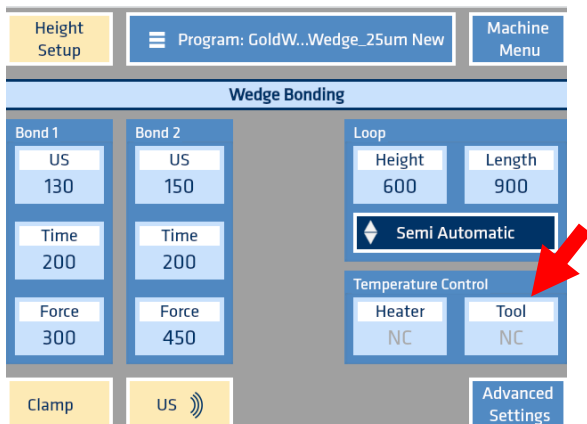 Height
Setup
Program: GoldW...Wedge_25um New
Machine
Menu
Wedge Bonding
Bond 1
US
130
Time
200
Force
300
Bond 2
US
150
Time
200
Force
450
Loop
Height
600
Length
900
Semi Automatic
Temperature Control
Heater
NC
Tool
NC
Clamp
US
Advanced
Settings